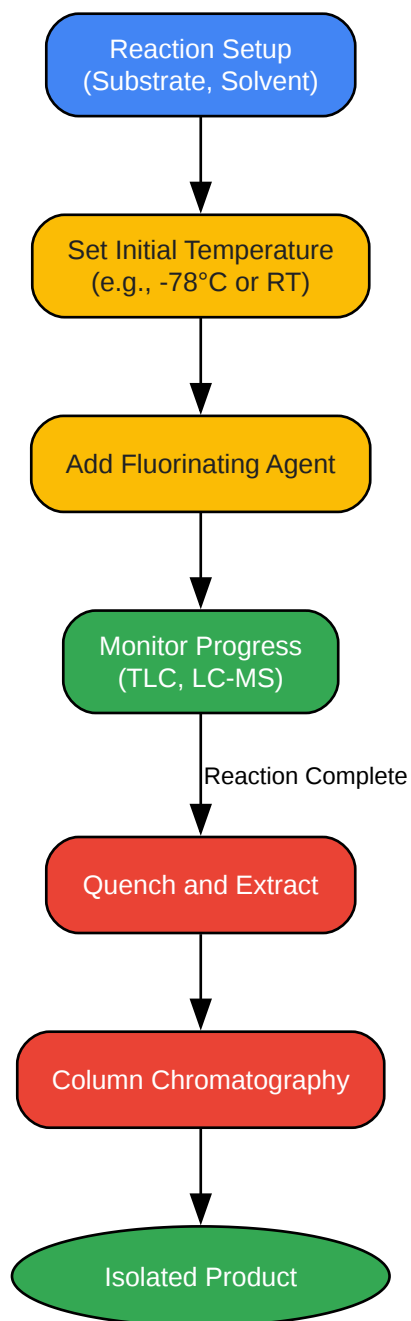 Reaction Setup
(Substrate, Solvent)
Set Initial Temperature
(e.g., -78°C or RT)
Add Fluorinating Agent
Monitor Progress
(TLC, LC-MS)
Reaction Complete
Quench and Extract
Column Chromatography
Isolated Product